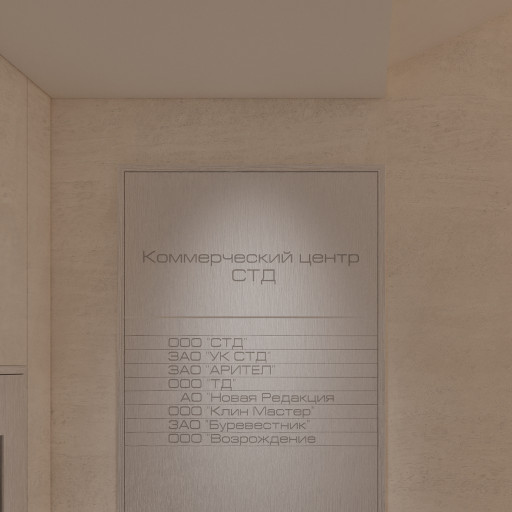 Коммерческий центр
СТД
ООО "СТД"
ЗАО "УК СТД"
ЗАО "АРИТЕЛ"
ООО "ТД"
АО "Новая Редакция
ООО "Клин Мастер"
ЗАО "Буревестник"
ООО "Возрождение